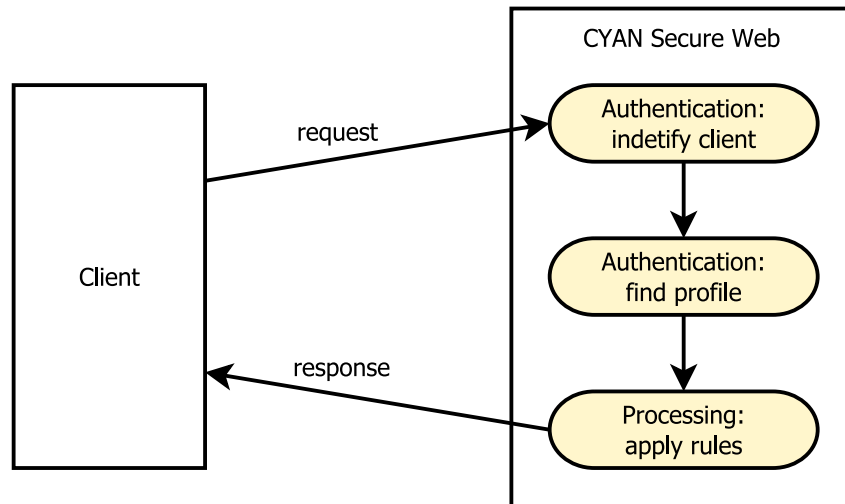 CYAN Secure Web
Authentication:
indetify client
request
Authentication:
find profile
Client
response
Processing:
apply rules